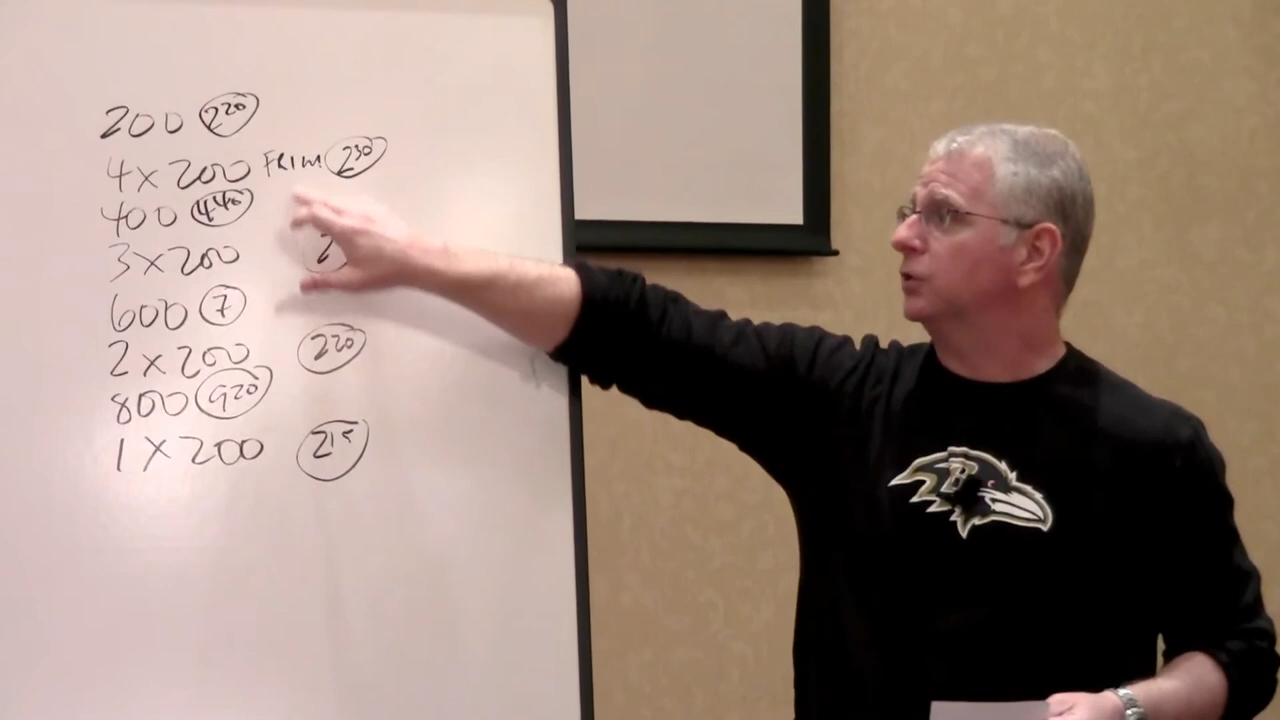 200 220
4 x 200 FRIM 230
400 440
3 x 200 2
600 7
2 x 200 220
800 920
1 x 200 215
B